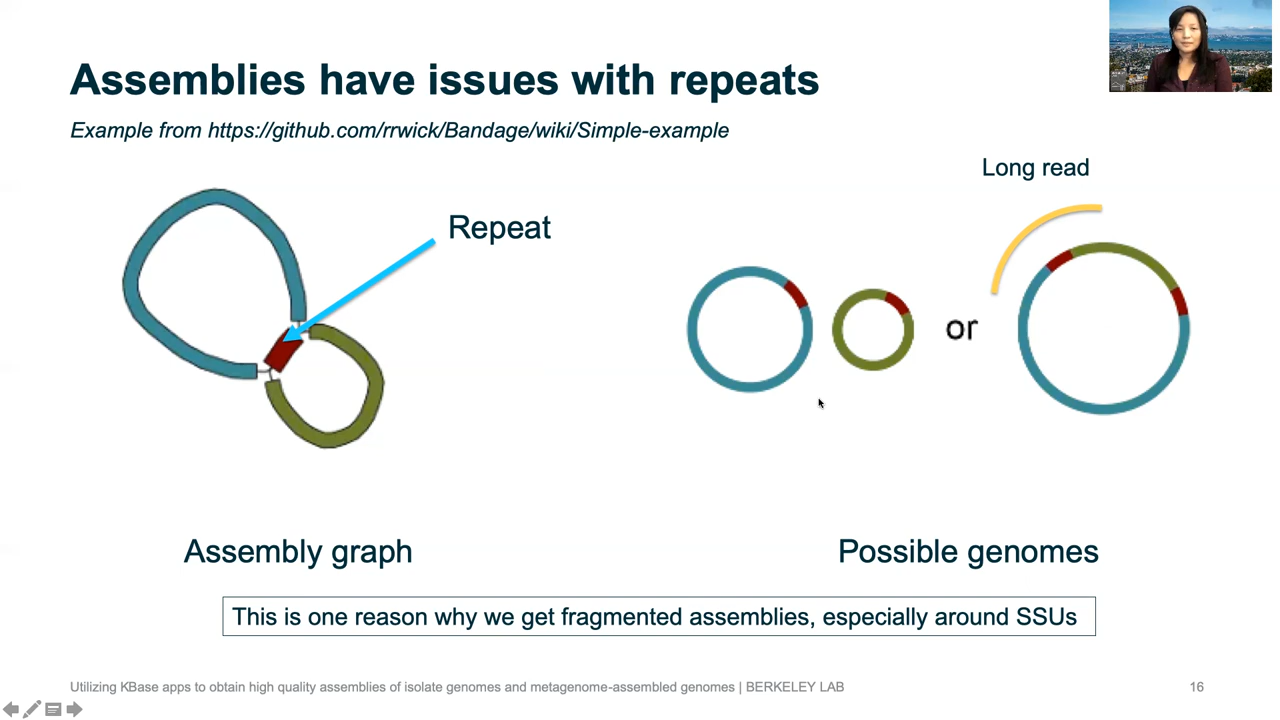 Assemblies have issues with repeats
Example from https://github.com/rrwick/Bandage/wiki/Simple-example
Long read
Repeat
or
Assembly graph
Possible genomes
This is one reason why we get fragmented assemblies, especially around SSUs
Utilizing KBase apps to obtain high quality assemblies of isolate genomes and metagenome-assembled genomes | BERKELEY LAB
16